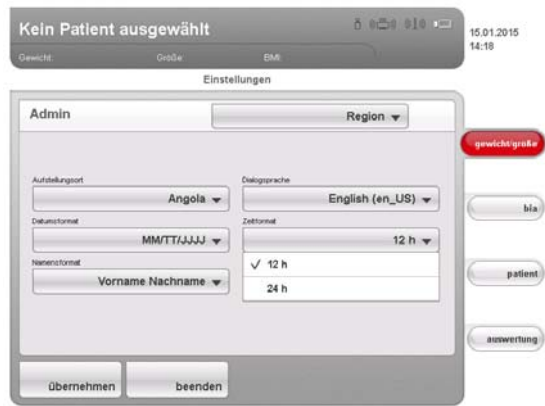 Kein Patient ausgewählt
Gewicht: Größe: BMI:
15.01.2015
14:18
Einstellungen
Admin
Region
gewicht/größe
Aufstellungsort
Angola
Dialogsprache
English (en_US)
bia
Datumsformat
MM/TT/JJJJ
Zeitformat
12 h
✓ 12 h
24 h
Namensformat
Vorname Nachname
patient
auswertung
übernehmen
beenden